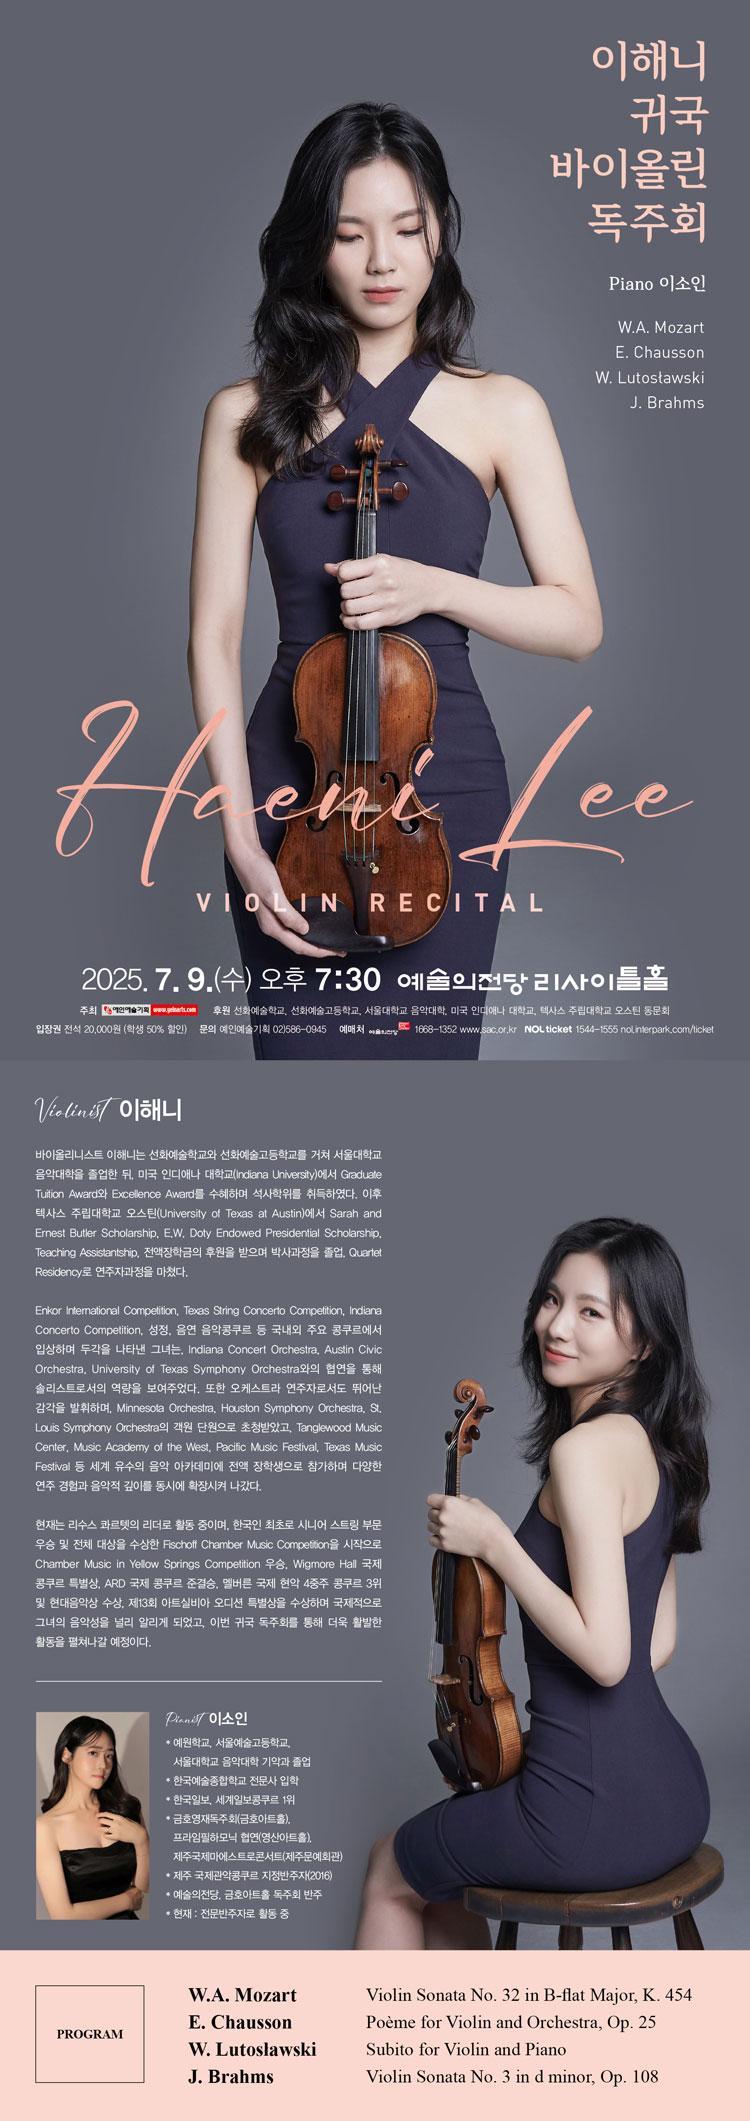 이해니
귀국
바이올린
독주회
Piano 이소인
W.A. Mozart
E. Chausson
W. Lutosławski
J. Brahms
Haeni Lee
VIOLIN RECITAL
2025. 7. 9.(수) 오후 7:30 예술의전당 리사이틀홀
주최 예인예술기획 www.yeinarts.com 후원 선화예술학교, 선화예술고등학교, 서울대학교 음악대학, 미국 인디애나 대학교, 텍사스 주립대학교 오스틴 동문회
입장권 전석 20,000원 (학생 50% 할인) 문의 예인예술기획 02)586-0945 예매처 예술의전당 1668-1352 www.sac.or.kr NOL ticket 1544-1555 nol.interpark.com/ticket
Violinist 이해니
바이올리니스트 이해니는 선화예술학교와 선화예술고등학교를 거쳐 서울대학교
음악대학을 졸업한 뒤, 미국 인디애나 대학교(Indiana University)에서 Graduate
Tuition Award와 Excellence Award를 수혜하며 석사학위를 취득하였다. 이후
텍사스 주립대학교 오스틴(University of Texas at Austin)에서 Sarah and
Ernest Butler Scholarship, E.W. Doty Endowed Presidential Scholarship,
Teaching Assistantship, 전액장학금의 후원을 받으며 박사과정을 졸업, Quartet
Residency로 연주자과정을 마쳤다.
Enkor International Competition, Texas String Concerto Competition, Indiana
Concerto Competition, 성정, 음연 음악콩쿠르 등 국내외 주요 콩쿠르에서
입상하며 두각을 나타낸 그녀는, Indiana Concert Orchestra, Austin Civic
Orchestra, University of Texas Symphony Orchestra와의 협연을 통해
솔리스트로서의 역량을 보여주었다. 또한 오케스트라 연주자로서도 뛰어난
감각을 발휘하며, Minnesota Orchestra, Houston Symphony Orchestra, St.
Louis Symphony Orchestra의 객원 단원으로 초청받았고, Tanglewood Music
Center, Music Academy of the West, Pacific Music Festival, Texas Music
Festival 등 세계 유수의 음악 아카데미에 전액 장학생으로 참가하며 다양한
연주 경험과 음악적 깊이를 동시에 확장시켜 나갔다.
현재는 리수스 콰르텟의 리더로 활동 중이며, 한국인 최초로 시니어 스트링 부문
우승 및 전체 대상을 수상한 Fischoff Chamber Music Competition을 시작으로
Chamber Music in Yellow Springs Competition 우승, Wigmore Hall 국제
콩쿠르 특별상, ARD 국제 콩쿠르 준결승, 멜버른 국제 현악 4중주 콩쿠르 3위
및 현대음악상 수상, 제13회 아트실비아 오디션 특별상을 수상하며 국제적으로
그녀의 음악성을 널리 알리게 되었고, 이번 귀국 독주회를 통해 더욱 활발한
활동을 펼쳐나갈 예정이다.
Pianist 이소인
* 예원학교, 서울예술고등학교,
서울대학교 음악대학 기악과 졸업
* 한국예술종합학교 전문사 입학
* 한국일보, 세계일보콩쿠르 1위
* 금호영재독주회(금호아트홀),
프라임필하모닉 협연(영산아트홀),
제주국제마에스트로콘서트(제주문예회관)
* 제주 국제관악콩쿠르 지정반주자(2016)
* 예술의전당, 금호아트홀 독주회 반주
* 현재 : 전문반주자로 활동 중
PROGRAM
W.A. Mozart Violin Sonata No. 32 in B-flat Major, K. 454
E. Chausson Poème for Violin and Orchestra, Op. 25
W. Lutosławski Subito for Violin and Piano
J. Brahms Violin Sonata No. 3 in d minor, Op. 108